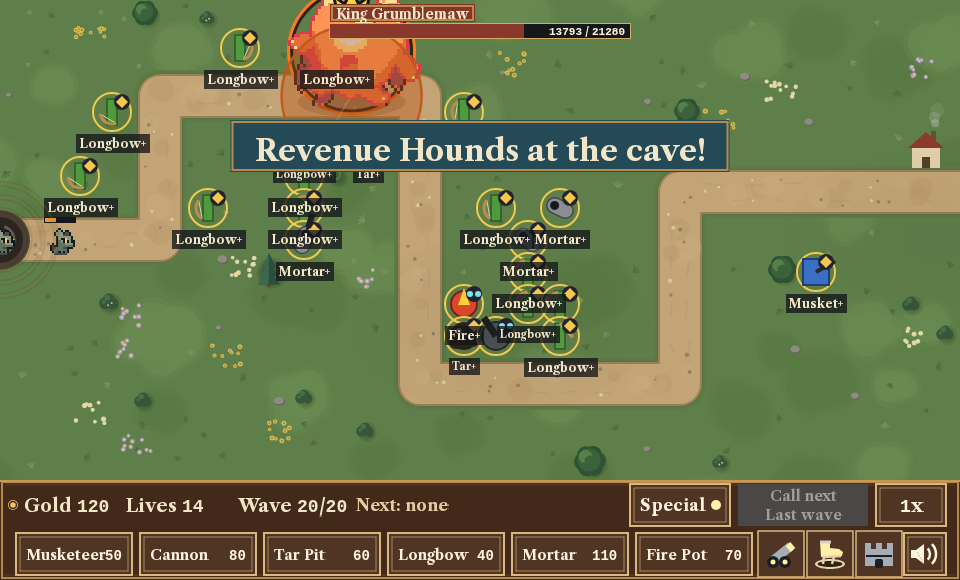 King Grumblemaw
13793 / 21280
Longbow+
Longbow+
Longbow+
Revenue Hounds at the cave!
Longbow+
Tar+
Longbow+
Longbow+
Longbow+
Longbow+
Longbow+
Mortar+
Mortar+
Mortar+
Longbow+
Musket+
Fire+
Longbow+
Tar+
Longbow+
Gold 120
Lives 14
Wave 20/20
Next: none
Special
Call next
Last wave
1x
Musketeer 50
Cannon 80
Tar Pit 60
Longbow 40
Mortar 110
Fire Pot 70